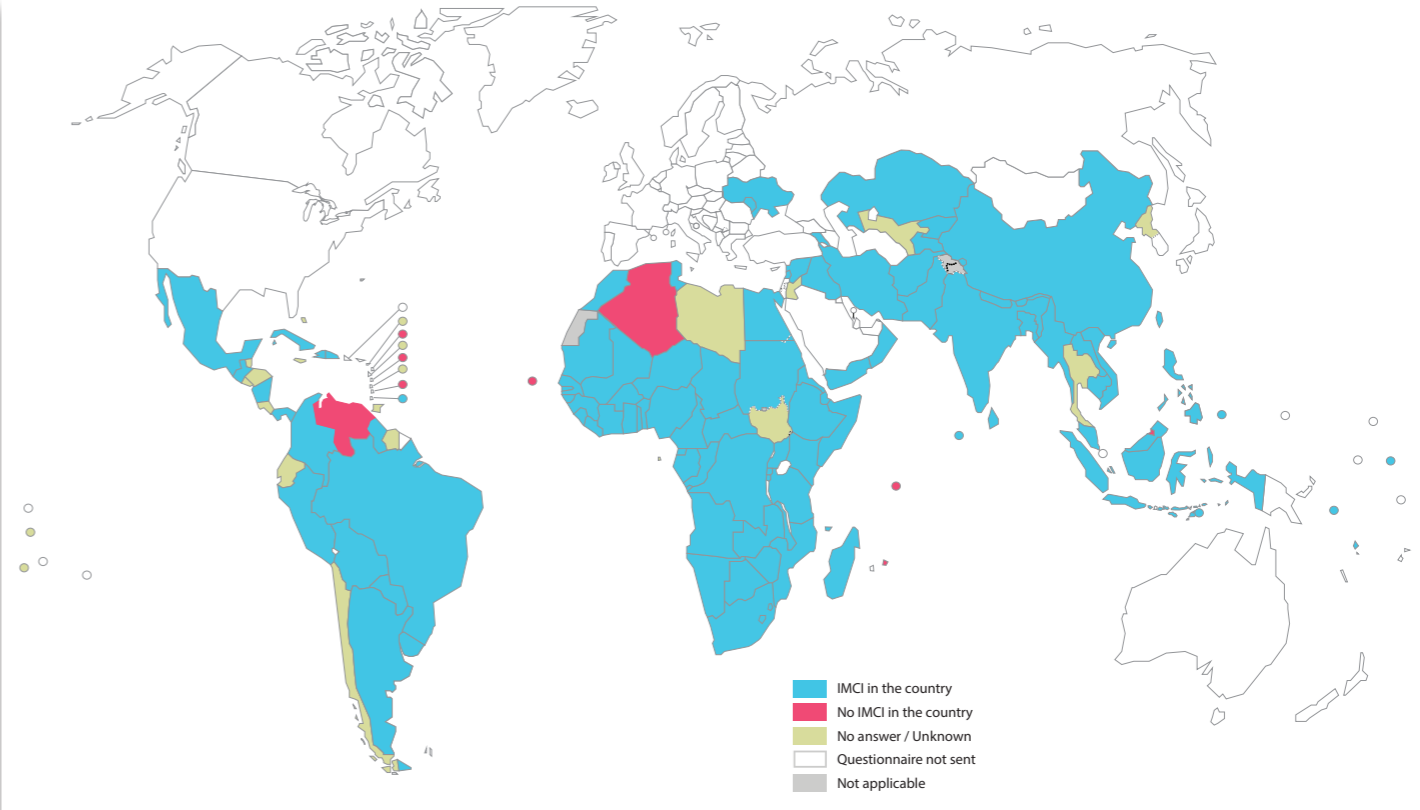 IMCI in the country
No IMCI in the country
No answer / Unknown
Questionnaire not sent
Not applicable